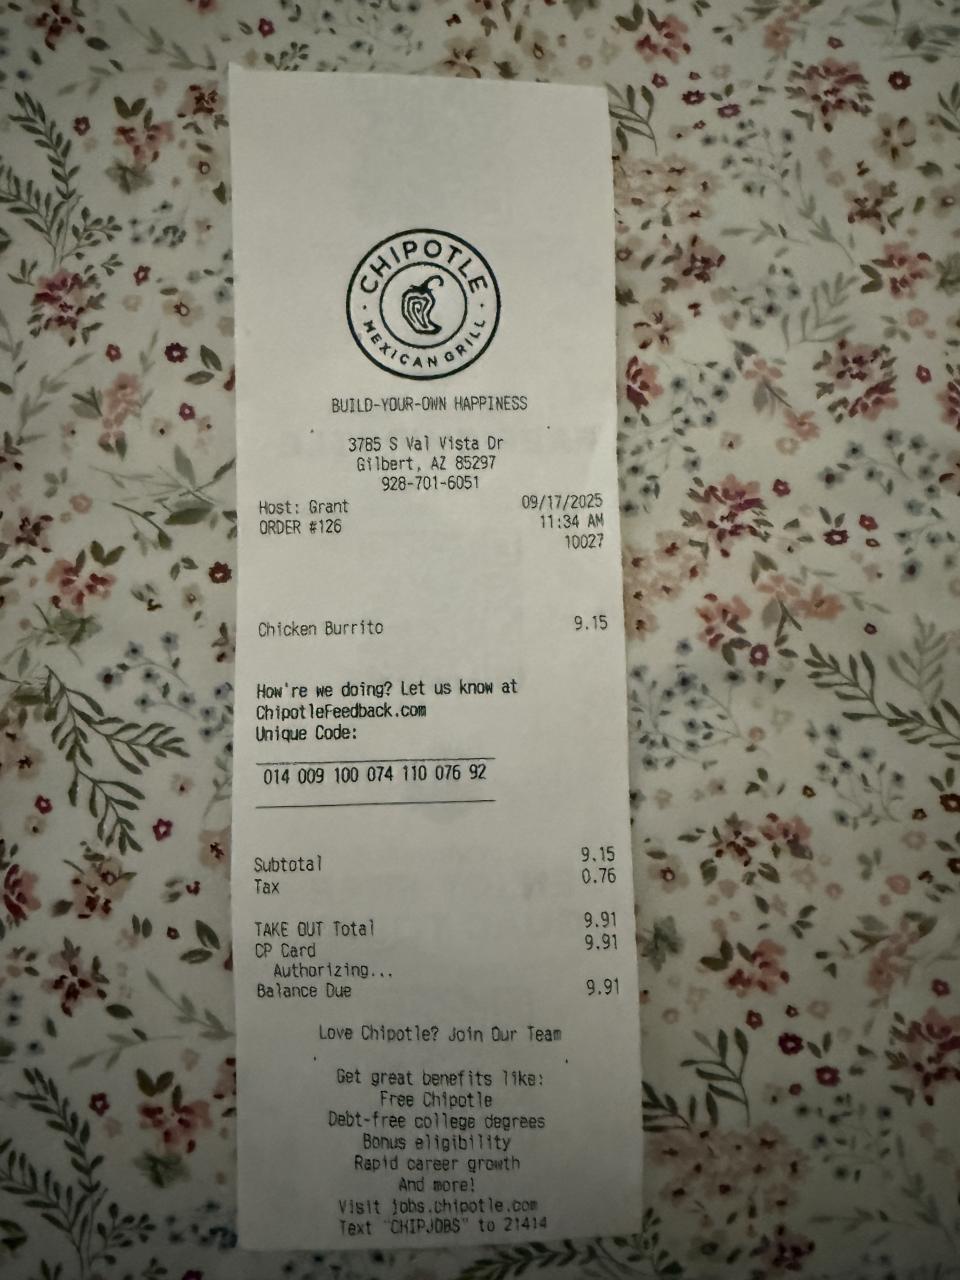 CHIPOTLE
MEXICAN GRILL
BUILD-YOUR-OWN HAPPINESS
3785 S Val Vista Dr
Gilbert, AZ 85297
928-701-6051
Host: Grant 09/17/2025
ORDER #126 11:34 AM
10027
Chicken Burrito 9.15
How're we doing? Let us know at
ChipotleFeedback.com
Unique Code:
014 009 100 074 110 076 92
Subtotal 9.15
Tax 0.76
TAKE OUT Total 9.91
CP Card 9.91
Authorizing...
Balance Due 9.91
Love Chipotle? Join Our Team
Get great benefits like:
Free Chipotle
Debt-free college degrees
Bonus eligibility
Rapid career growth
And more!
Visit jobs.chipotle.com
Text "CHIPJOBS" to 21414